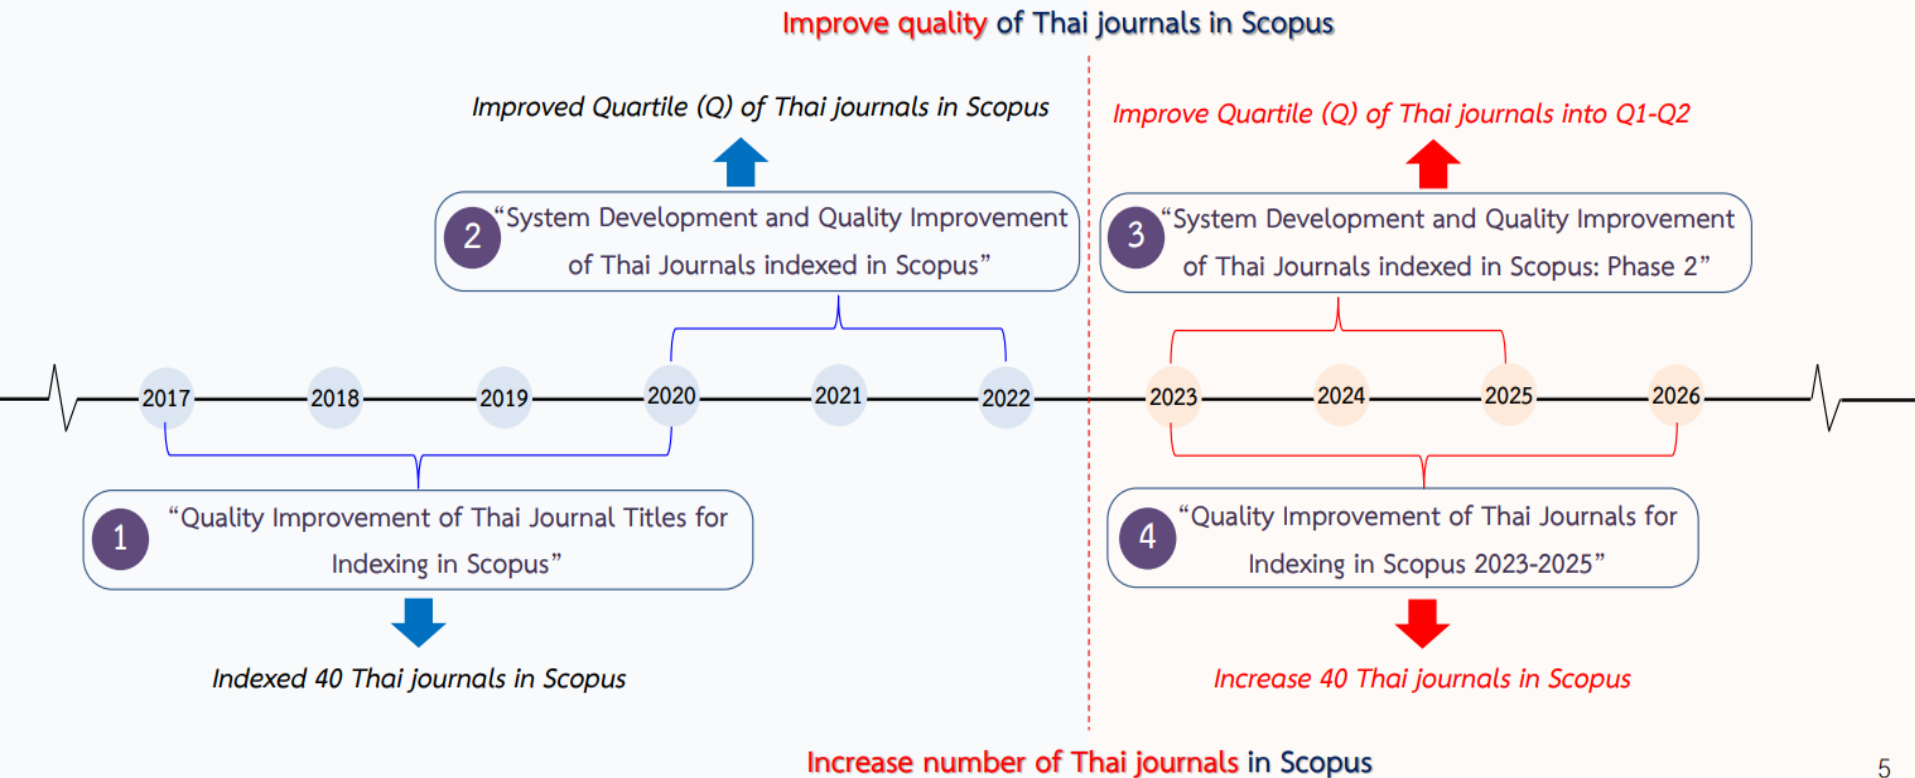 Improve quality of Thai journals in Scopus
Improved Quartile (Q) of Thai journals in Scopus
Improve Quartile (Q) of Thai journals into Q1-Q2
2
“System Development and Quality Improvement
of Thai Journals indexed in Scopus”
3
“System Development and Quality Improvement
of Thai Journals indexed in Scopus: Phase 2”
2017
2018
2019
2020
2021
2022
2023
2024
2025
2026
1
“Quality Improvement of Thai Journal Titles for
Indexing in Scopus”
4
“Quality Improvement of Thai Journals for
Indexing in Scopus 2023-2025”
Indexed 40 Thai journals in Scopus
Increase 40 Thai journals in Scopus
Increase number of Thai journals in Scopus
5